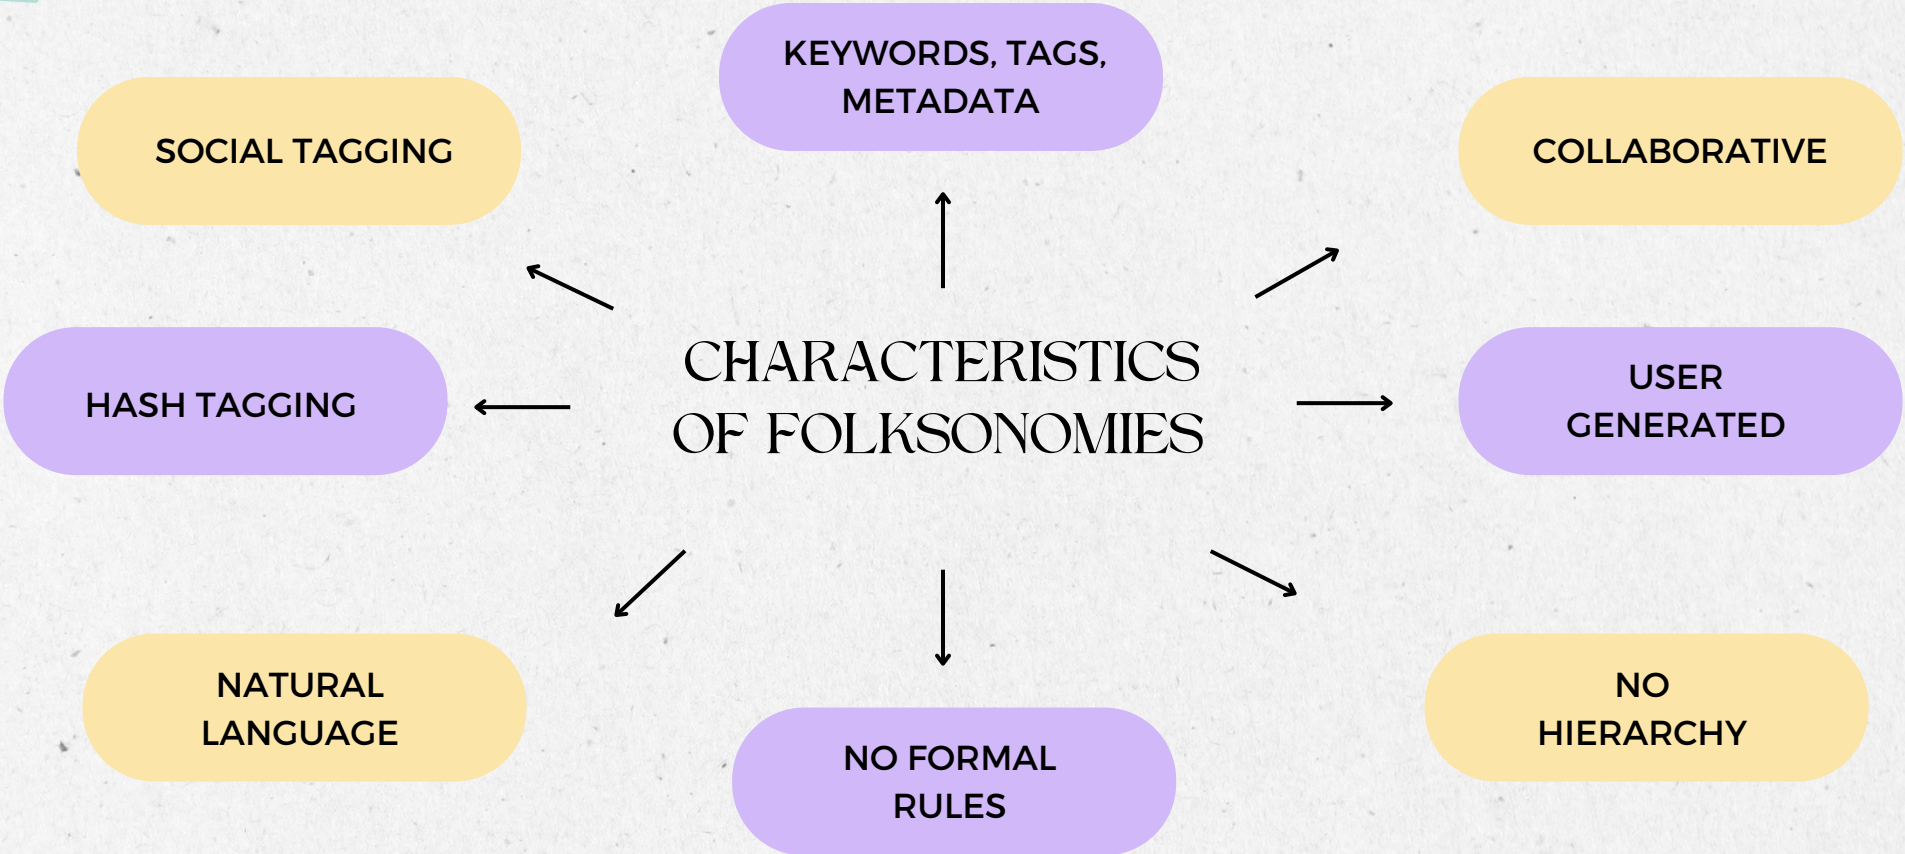 KEYWORDS, TAGS,
METADATA
SOCIAL TAGGING
COLLABORATIVE
HASH TAGGING
CHARACTERISTICS
OF FOLKSONOMIES
USER
GENERATED
NATURAL
LANGUAGE
NO FORMAL
RULES
NO
HIERARCHY